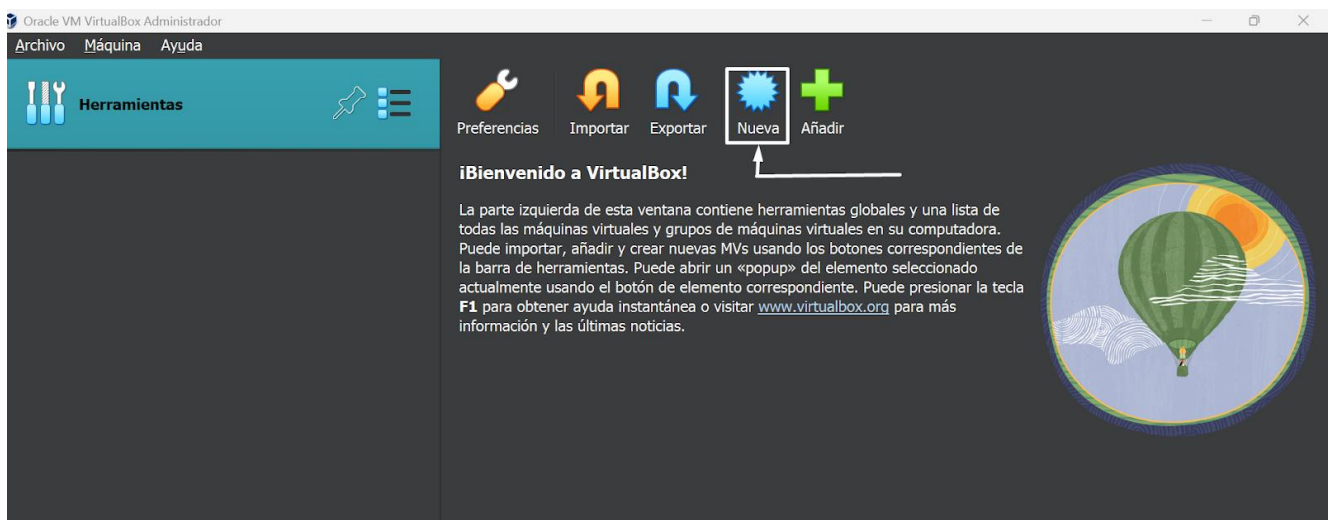 Oracle VM VirtualBox Administrador
Archivo Máquina Ayuda
Herramientas
Preferencias Importar Exportar Nueva Añadir
¡Bienvenido a VirtualBox!
La parte izquierda de esta ventana contiene herramientas globales y una lista de
todas las máquinas virtuales y grupos de máquinas virtuales en su computadora.
Puede importar, añadir y crear nuevas MVs usando los botones correspondientes de
la barra de herramientas. Puede abrir un «popup» del elemento seleccionado
actualmente usando el botón de elemento correspondiente. Puede presionar la tecla
F1 para obtener ayuda instantánea o visitar www.virtualbox.org para más
información y las últimas noticias.